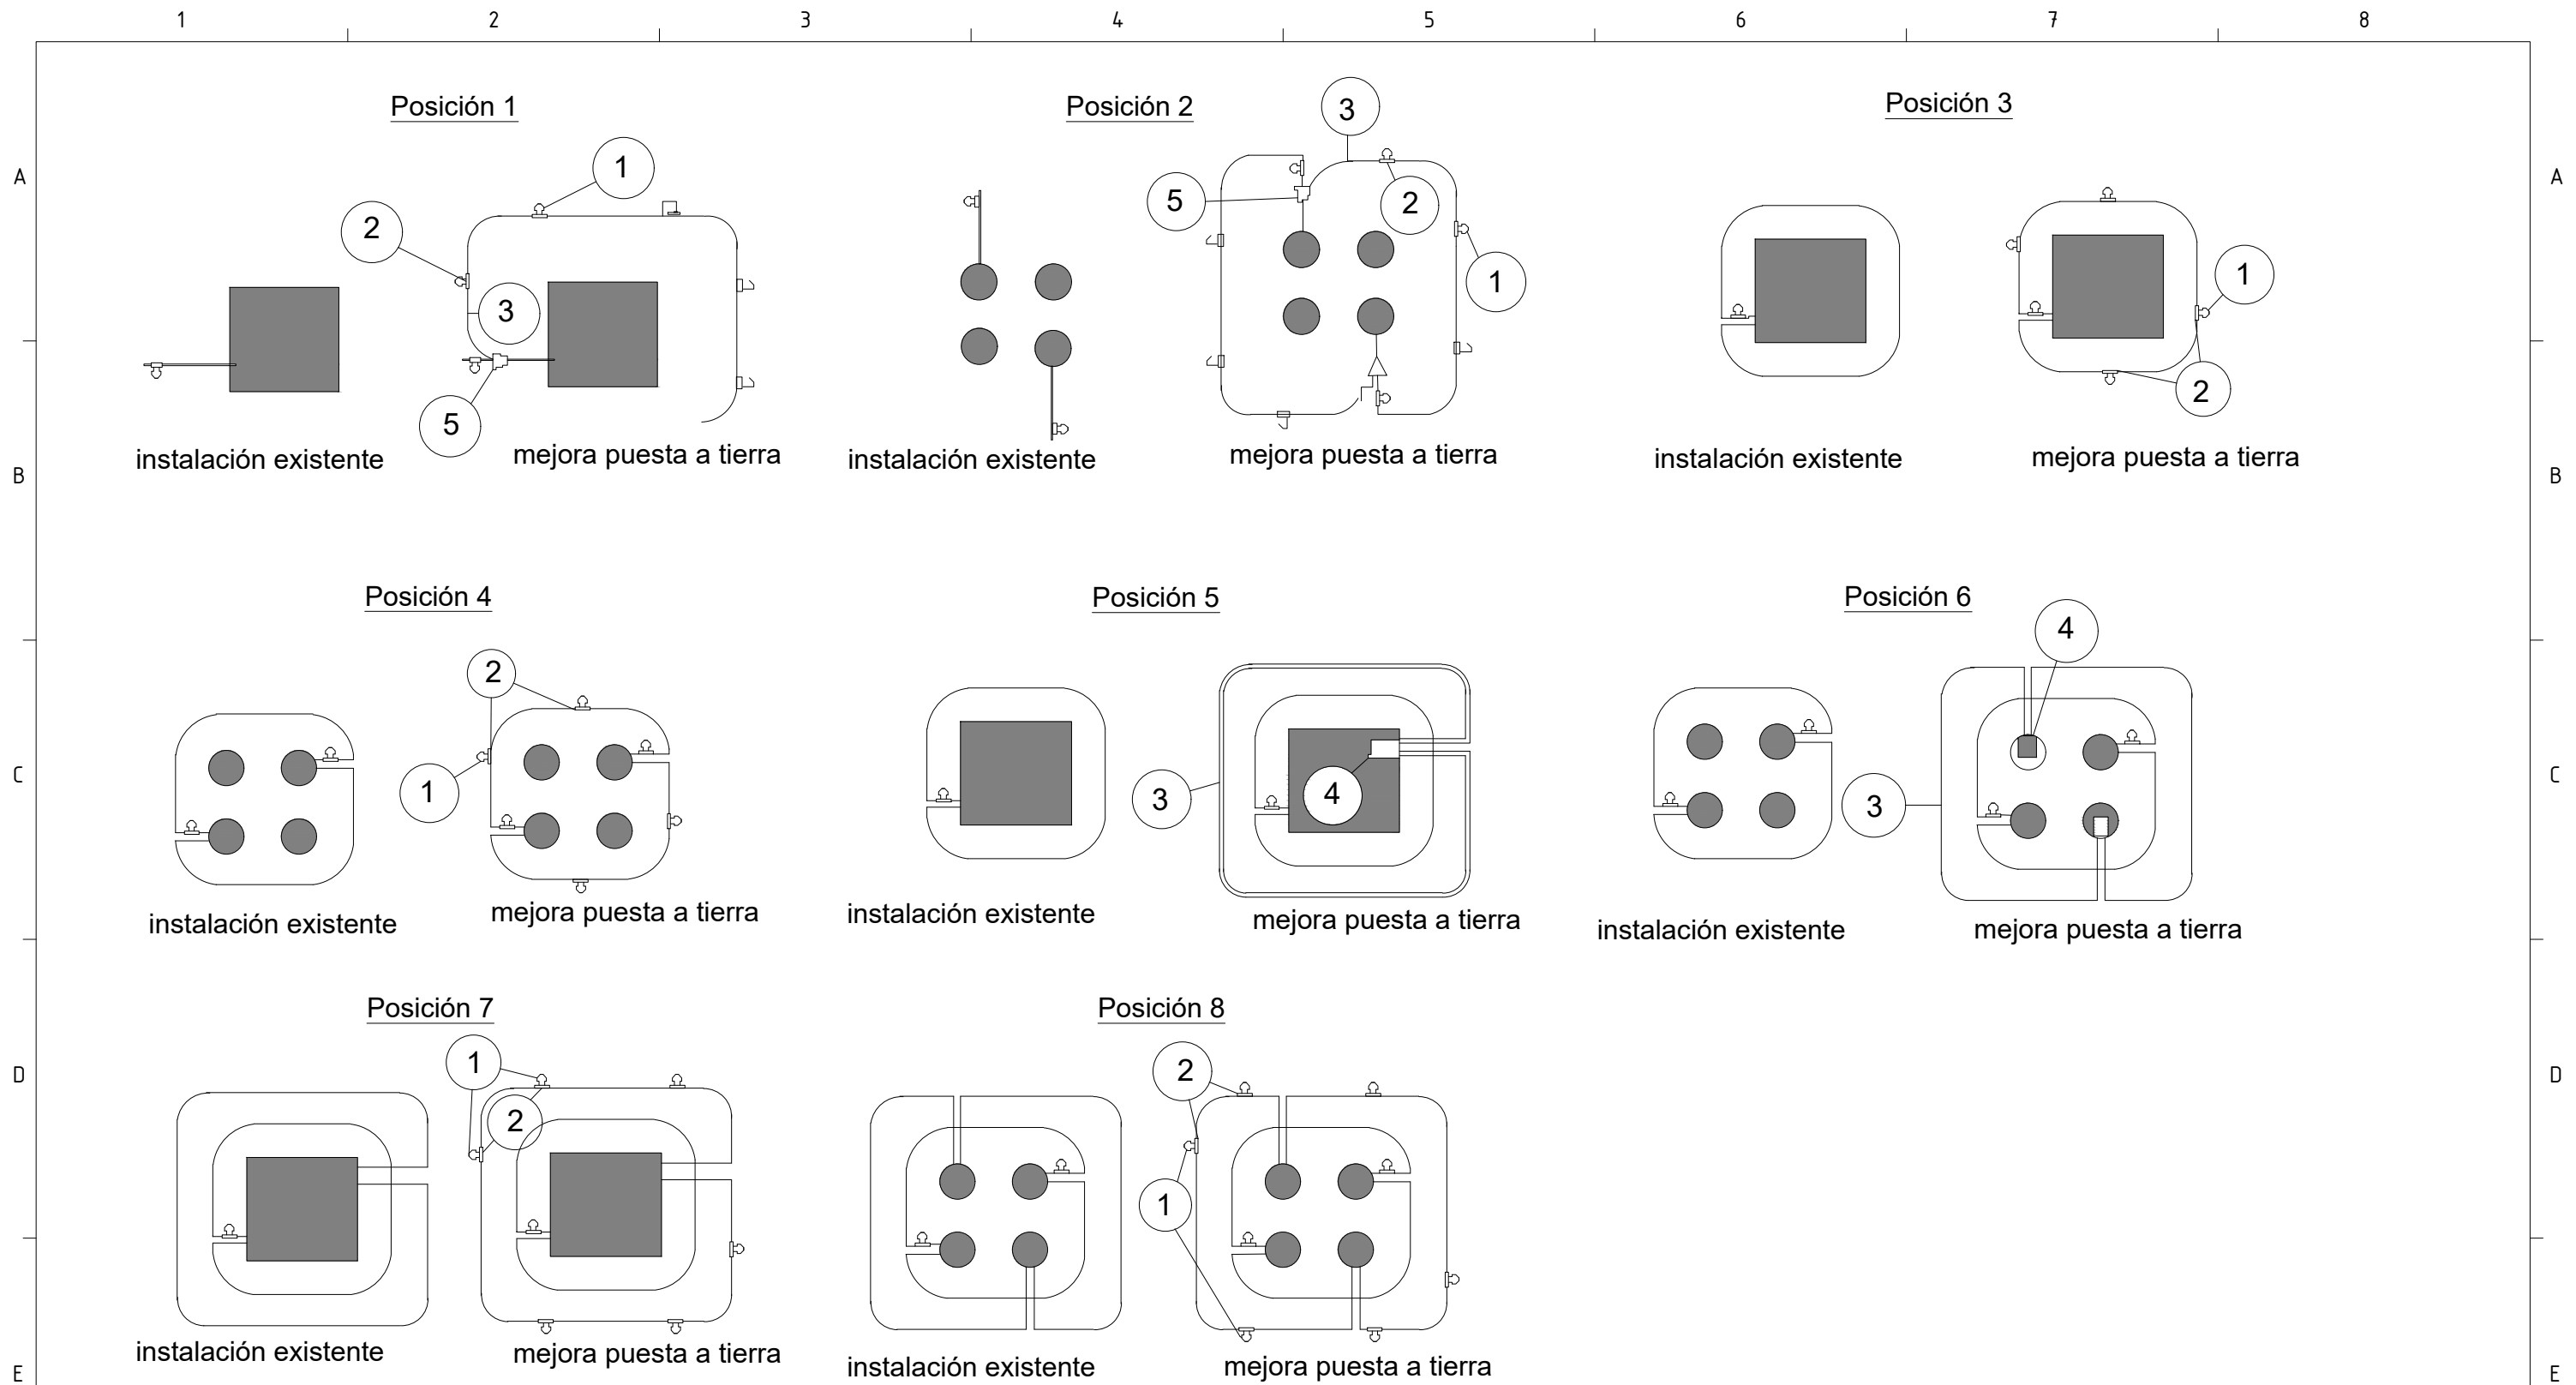 1 2 3 4 5 6 7 8
Posición 1 Posición 2 Posición 3
3
A 1 A
2 5 2
3 1 1
2
5
instalación existente mejora puesta a tierra instalación existente mejora puesta a tierra instalación existente mejora puesta a tierra
B B
Posición 4 Posición 5 Posición 6
4
2
C 1 3 4 3 C
instalación existente mejora puesta a tierra instalación existente mejora puesta a tierra instalación existente mejora puesta a tierra
Posición 7 Posición 8
1 2
D D
2
1
instalación existente mejora puesta a tierra instalación existente mejora puesta a tierra
E E